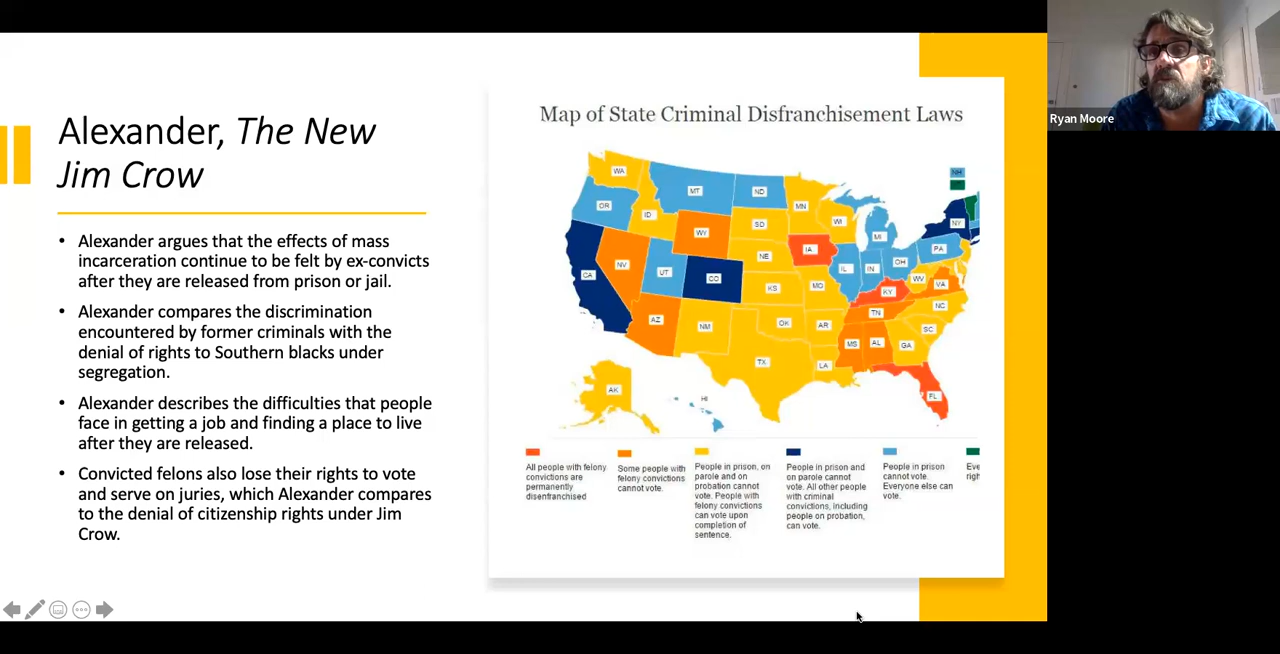 Alexander, The New
Jim Crow
• Alexander argues that the effects of mass
incarceration continue to be felt by ex-convicts
after they are released from prison or jail.
• Alexander compares the discrimination
encountered by former criminals with the
denial of rights to Southern blacks under
segregation.
• Alexander describes the difficulties that people
face in getting a job and finding a place to live
after they are released.
• Convicted felons also lose their rights to vote
and serve on juries, which Alexander compares
to the denial of citizenship rights under Jim
Crow.
Map of State Criminal Disfranchisement Laws
WA
MT
ND
MN
OR
ID
SD
WI
NH
NY
WY
MI
IA
PA
NE
NV
UT
IL
IN
OH
CA
CO
WV
VA
KS
MO
KY
NC
AZ
NM
OK
AR
TN
SC
MS
AL
GA
TX
LA
AK
HI
FL
All people with felony
convictions are
permanently
disenfranchised
Some people with
felony convictions
cannot vote.
People in prison, on
parole and on
probation cannot
vote. People with
felony convictions
can vote upon
completion of
sentence.
People in prison and
on parole cannot
vote. All other people
with criminal
convictions, including
people on probation,
can vote.
People in prison
cannot vote.
Everyone else can
vote.
Eve
righ
Ryan Moore